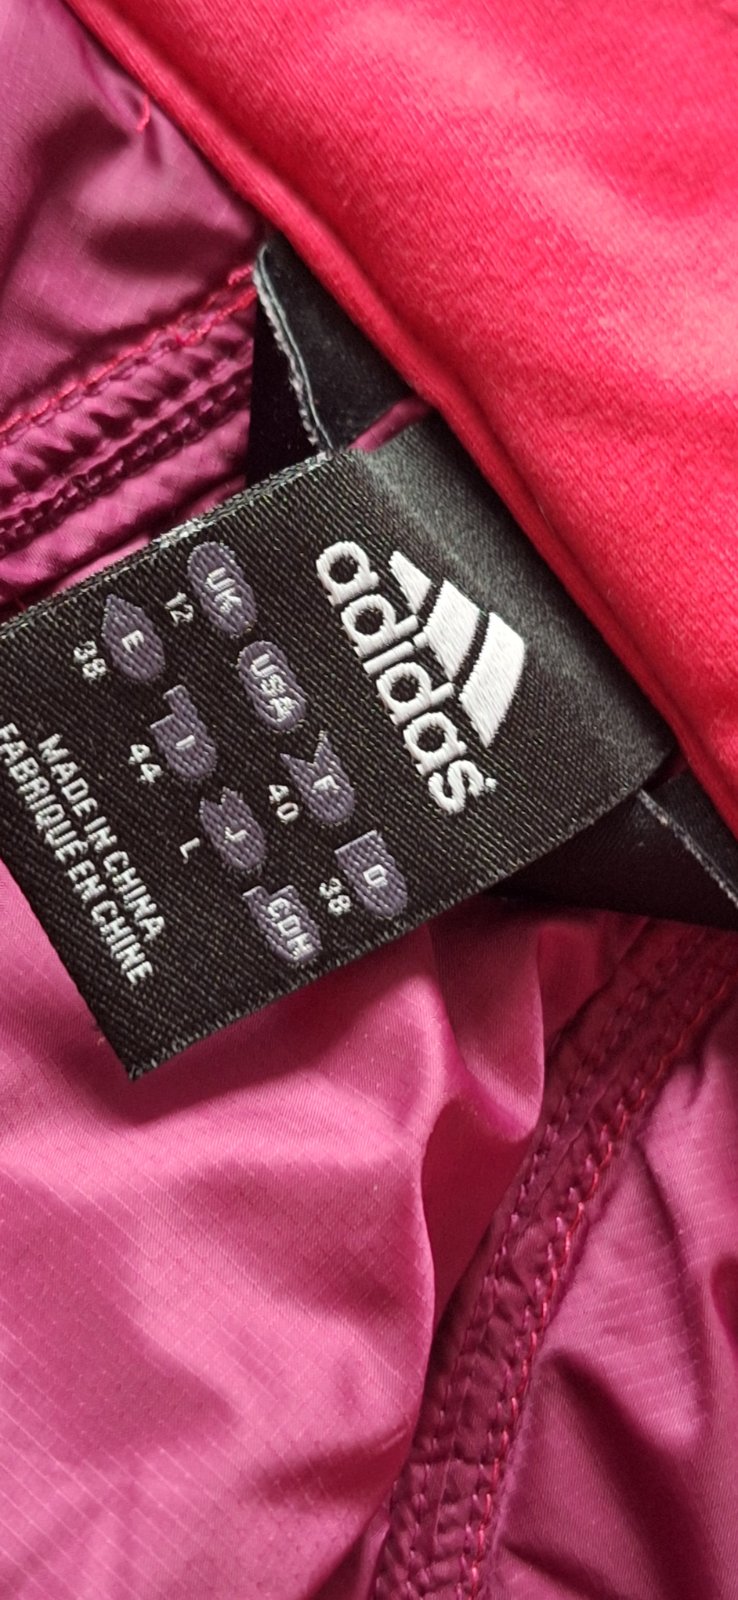 adidas
UK USA F D
12 40 38
E I J CDN
38 44 L
MADE IN CHINA
FABRIQUÉ EN CHINE